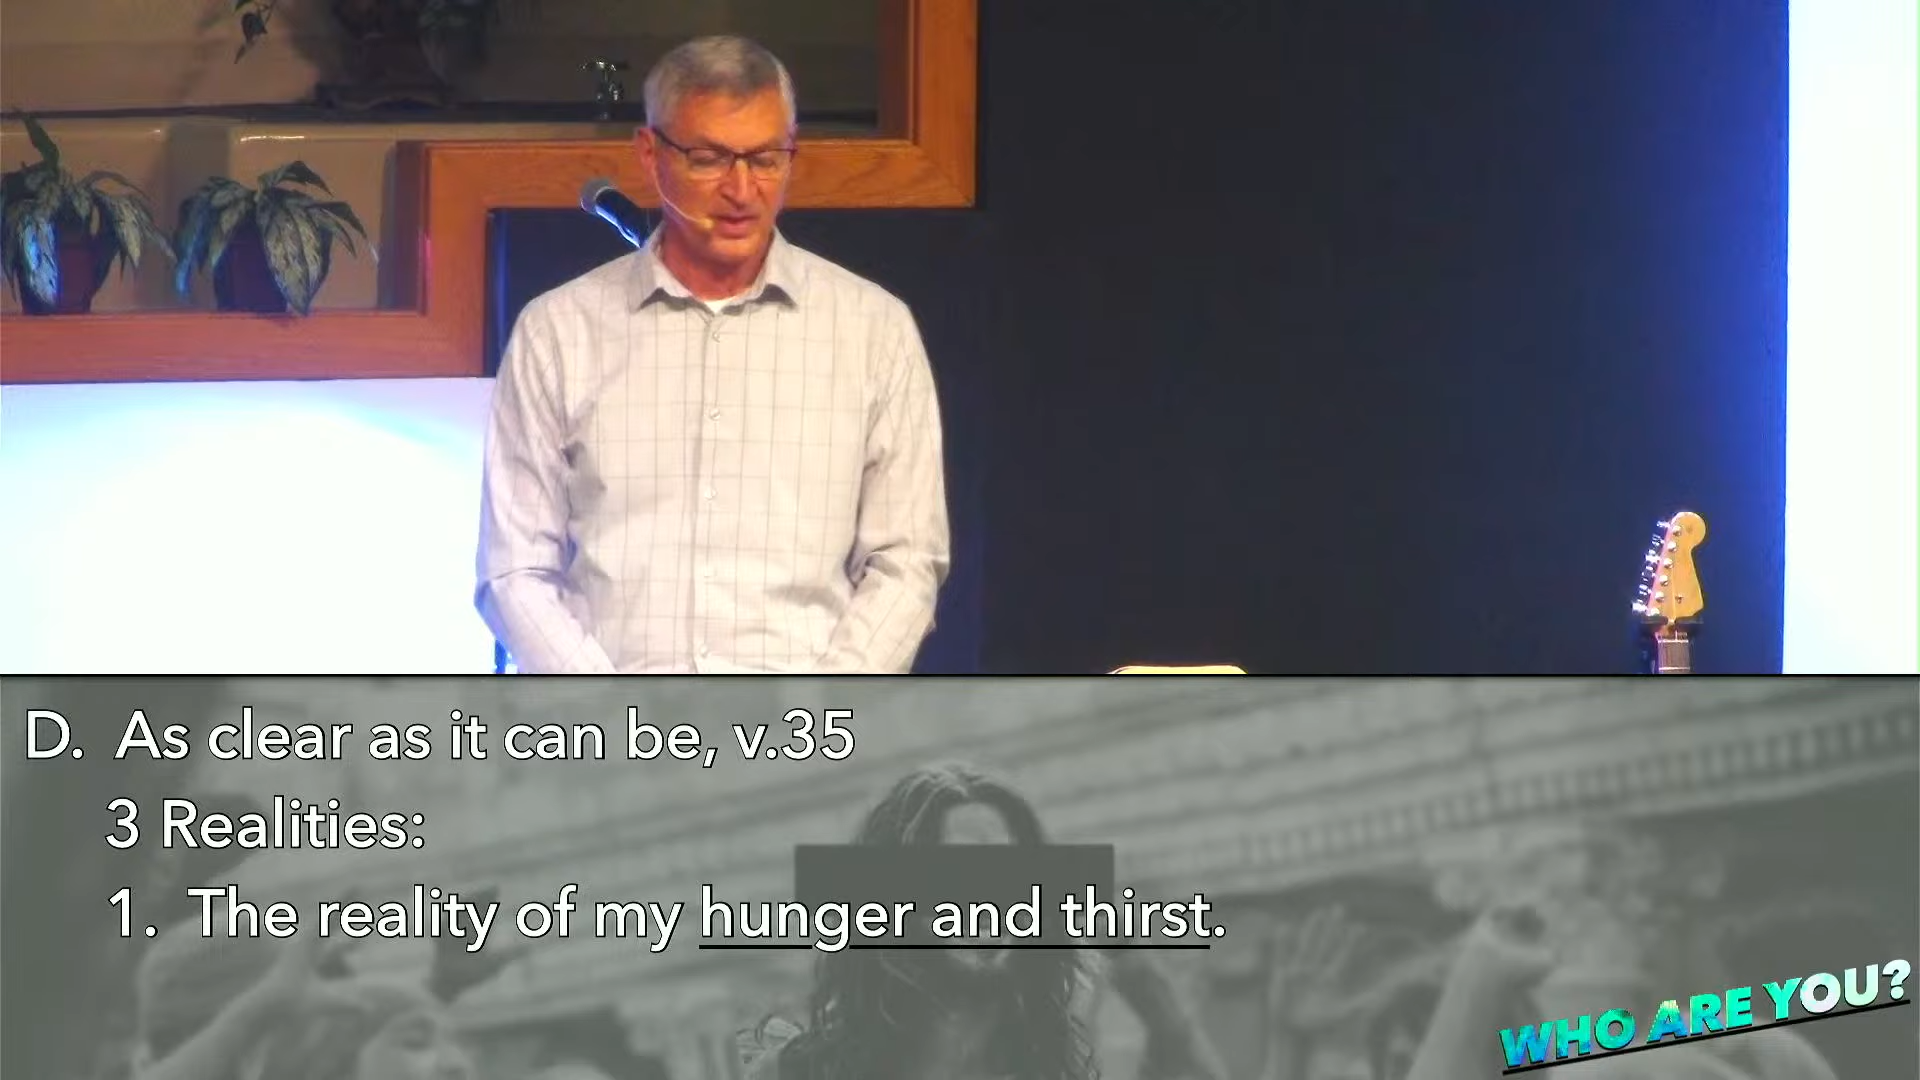 D. As clear as it can be, v.35
3 Realities:
1. The reality of my hunger and thirst.
WHO ARE YOU?